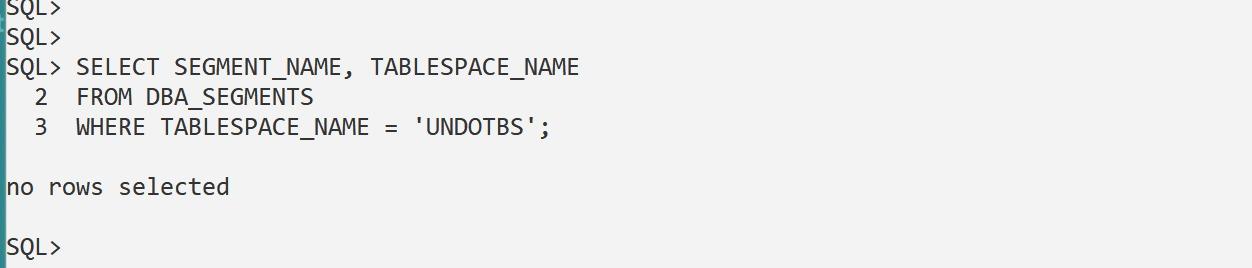 SQL>
SQL>
SQL> SELECT SEGMENT_NAME, TABLESPACE_NAME
  2  FROM DBA_SEGMENTS
  3  WHERE TABLESPACE_NAME = 'UNDOTBS';
no rows selected
SQL>